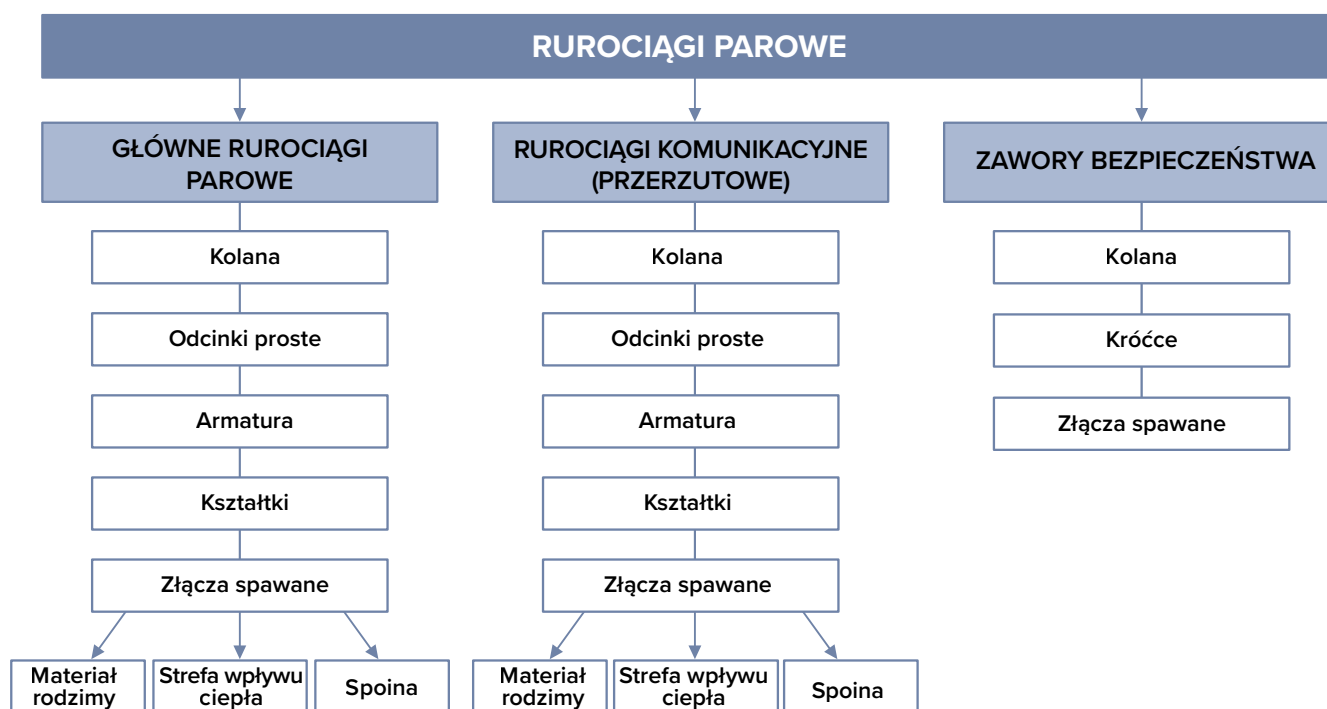 RUROCIĄGI PAROWE
GŁÓWNE RUROCIĄGI
PAROWE
Kolana
Odcinki proste
Armatura
Kształtki
Złącza spawane
Materiał
rodzimy
Strefa wpływu
ciepła
Spoina
RUROCIĄGI KOMUNIKACYJNE
(PRZERZUTOWE)
Kolana
Odcinki proste
Armatura
Kształtki
Złącza spawane
Materiał
rodzimy
Strefa wpływu
ciepła
Spoina
ZAWORY BEZPIECZEŃSTWA
Kolana
Króćce
Złącza spawane